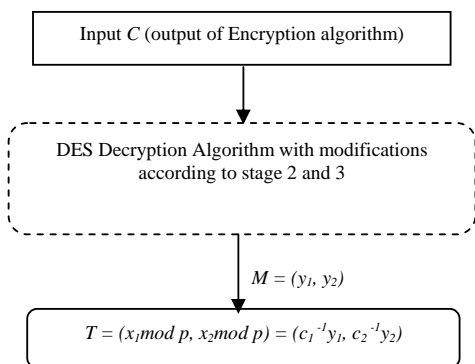 Input C (output of Encryption algorithm)
DES Decryption Algorithm with modifications
according to stage 2 and 3
M = (y₁, y₂)
T = (x₁mod p, x₂mod p) = (c₁⁻¹y₁, c₂⁻¹y₂)